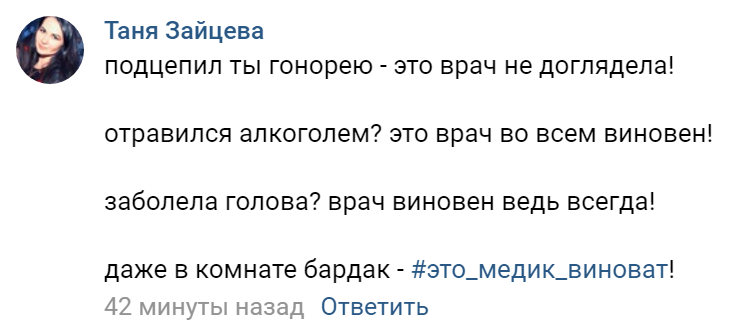 Таня Зайцева
подцепил ты гонорею - это врач не доглядела!
отравился алкоголем? это врач во всем виновен!
заболела голова? врач виновен ведь всегда!
даже в комнате бардак - #это_медик_виноват!
42 минуты назад Ответить